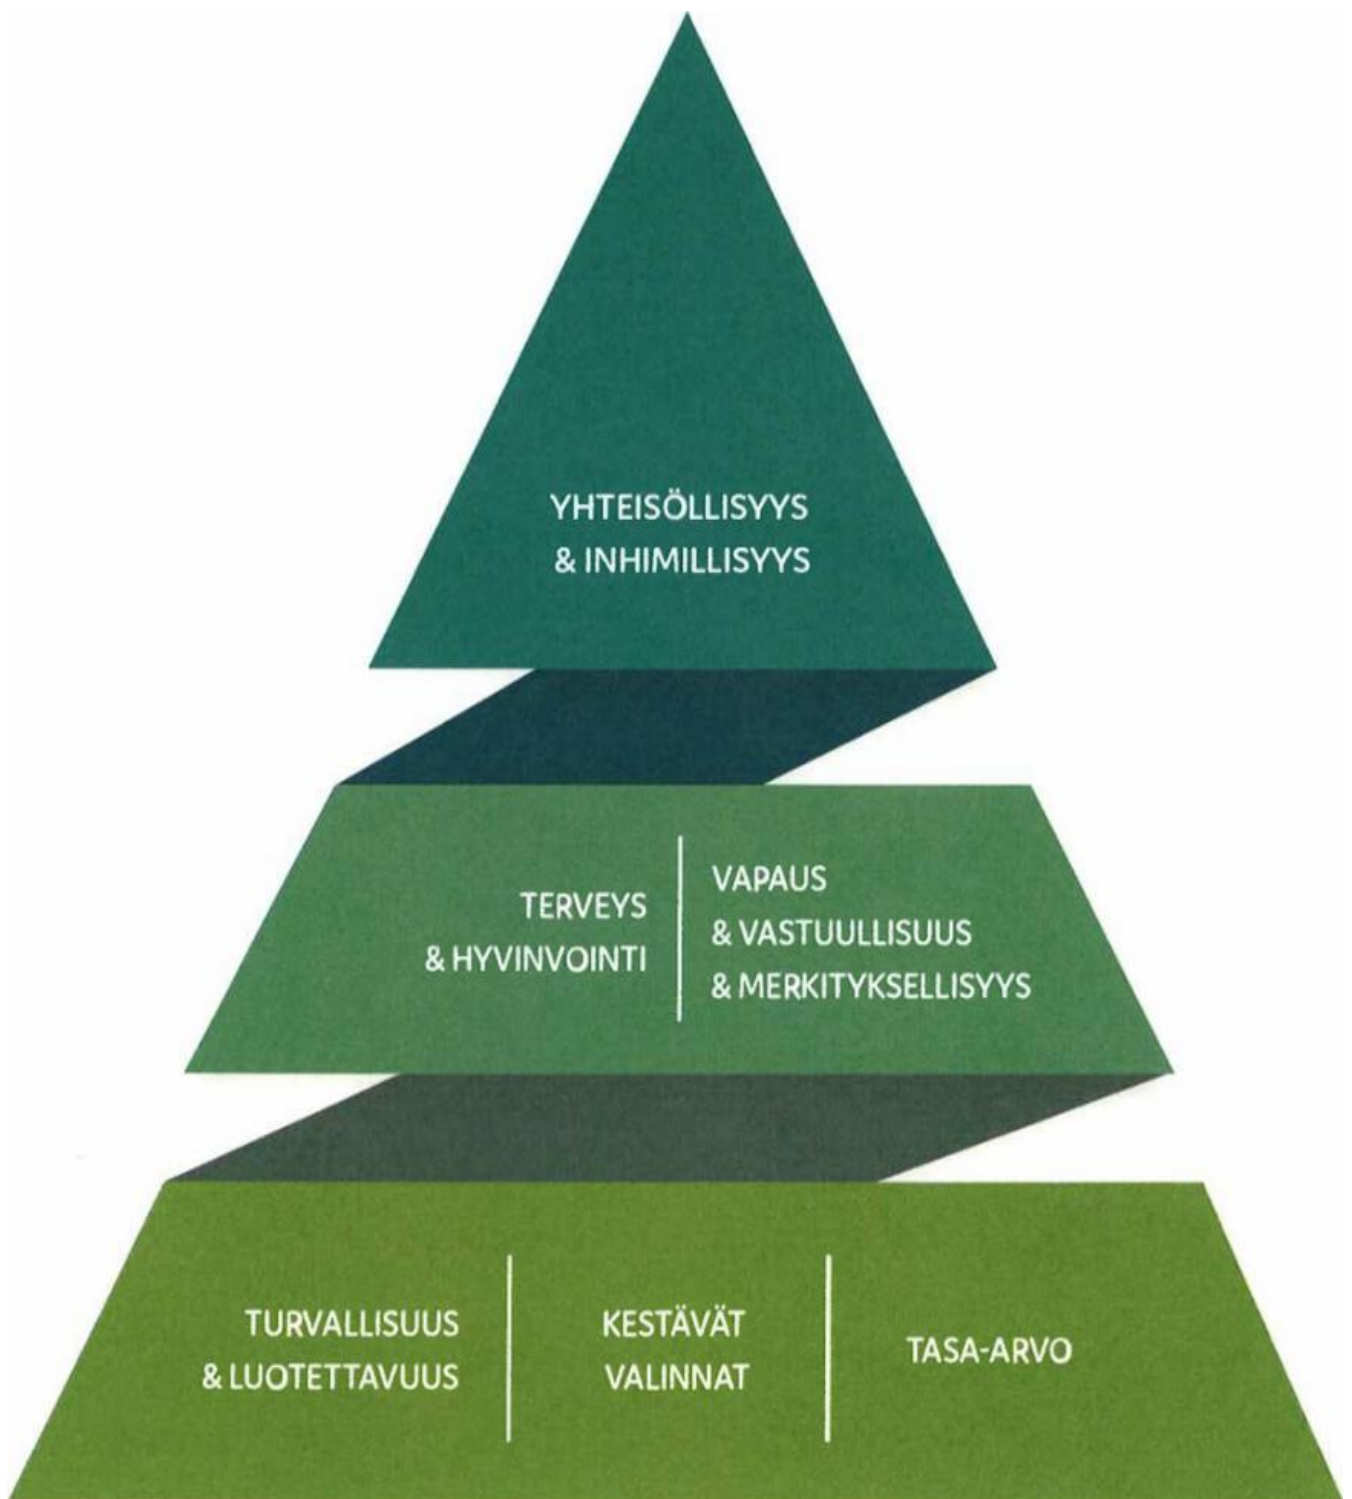 YHTEISÖLLISYYS
& INHIMILLISYYS
TERVEYS
& HYVINVOINTI
VAPAUS
& VASTUULLISUUS
& MERKITYKSELLISYYS
TURVALLISUUS
& LUOTETTAVUUS
KESTÄVÄT
VALINNAT
TASA-ARVO